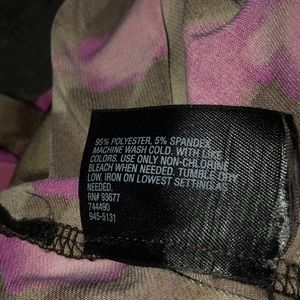 95% POLYESTER, 5% SPANDEX
MACHINE WASH COLD. WITH LIKE
COLORS. USE ONLY NON-CHLORINE
BLEACH WHEN NEEDED. TUMBLE DRY
LOW. IRON ON LOWEST SETTING AS
NEEDED.
RN# 93677
744490
945-5131